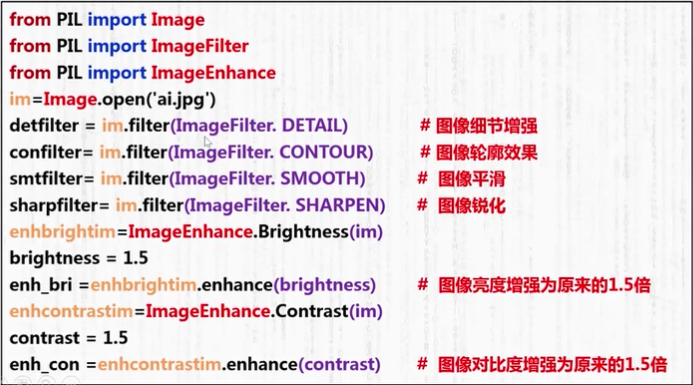 from PIL import Image
from PIL import ImageFilter
from PIL import ImageEnhance
im=Image.open('ai.jpg')
detfilter= im.filter(ImageFilter. DETAIL) # 图像细节增强
confilter= im.filter(ImageFilter. CONTOUR) # 图像轮廓效果
smtfilter= im.filter(ImageFilter. SMOOTH) # 图像平滑
sharpfilter= im.filter(ImageFilter. SHARPEN) # 图像锐化
enhbrightim=ImageEnhance.Brightness(im)
brightness = 1.5
enh_bri =enhbrightim.enhance(brightness) # 图像亮度增强为原来的1.5倍
enhcontrastim=ImageEnhance.Contrast(im)
contrast = 1.5
enh_con =enhcontrastim.enhance(contrast) # 图像对比度增强为原来的1.5倍